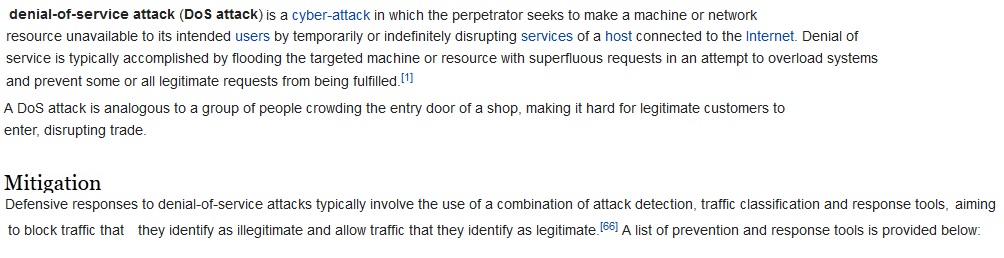 denial-of-service attack (DoS attack) is a cyber-attack in which the perpetrator seeks to make a machine or network
resource unavailable to its intended users by temporarily or indefinitely disrupting services of a host connected to the Internet. Denial of
service is typically accomplished by flooding the targeted machine or resource with superfluous requests in an attempt to overload systems
and prevent some or all legitimate requests from being fulfilled.[1]
A DoS attack is analogous to a group of people crowding the entry door of a shop, making it hard for legitimate customers to
enter, disrupting trade.
Mitigation
Defensive responses to denial-of-service attacks typically involve the use of a combination of attack detection, traffic classification and response tools, aiming
to block traffic that they identify as illegitimate and allow traffic that they identify as legitimate.[66] A list of prevention and response tools is provided below: